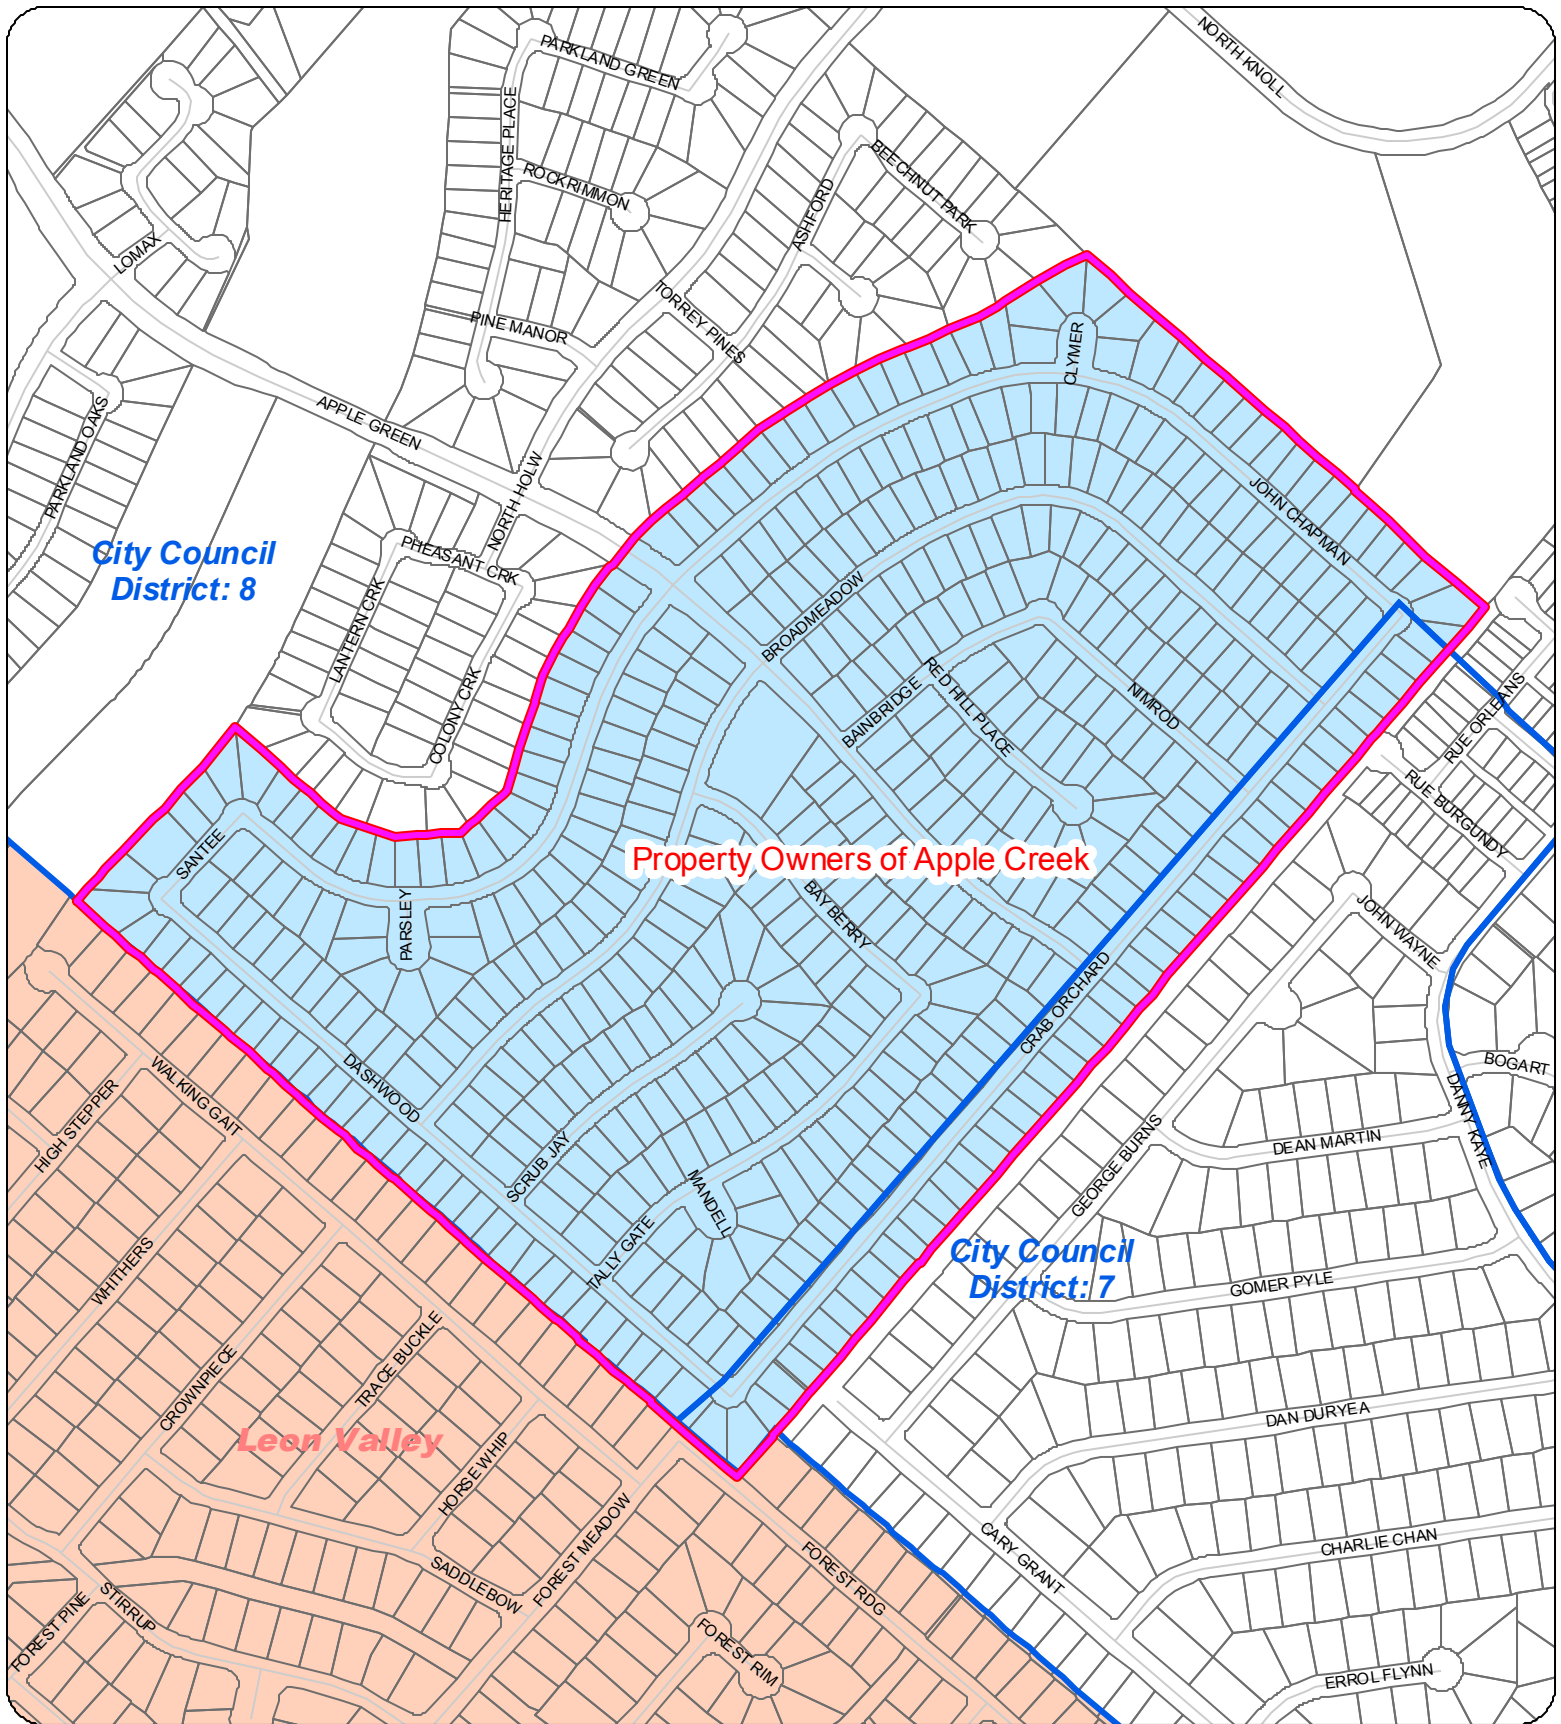 NORTH KNOLL
PARKLAND GREEN
HERITAGE PLACE
BEECHNUT PARK
ROCKRIMMON
ASHFORD
LOMAX
TORREY PINES
PINE MANOR
CLYMER
APPLE GREEN
PARKLAND OAKS
NORTH HOLW
JOHN CHAPMAN
City Council
District: 8
PHEASANT CRK
LANTERN CRK
BROADMEADOW
COLONY CRK
BAINBRIDGE
RED HILL PLACE
NIMROD
RUE ORLEANS
RUE BURGUNDY
SANTEE
Property Owners of Apple Creek
PARSLEY
BAY BERRY
JOHN WAYNE
CRAB ORCHARD
DASHWOOD
WALKING GAIT
HIGH STEPPER
BOGART
DANNY KAYE
DEAN MARTIN
GEORGE BURNS
SCRUB JAY
MANDELL
TALLY GATE
WHITHERS
City Council
District: 7
GOMER PYLE
TRACE BUCKLE
CROWNPIECE
DAN DURYEA
Leon Valley
HORSE WHIP
CHARLIE CHAN
CARY GRANT
FOREST MEADOW
SADDLEBOW
FOREST RDG
STIRRUP
FOREST PINE
FOREST RIM
ERROL FLYNN